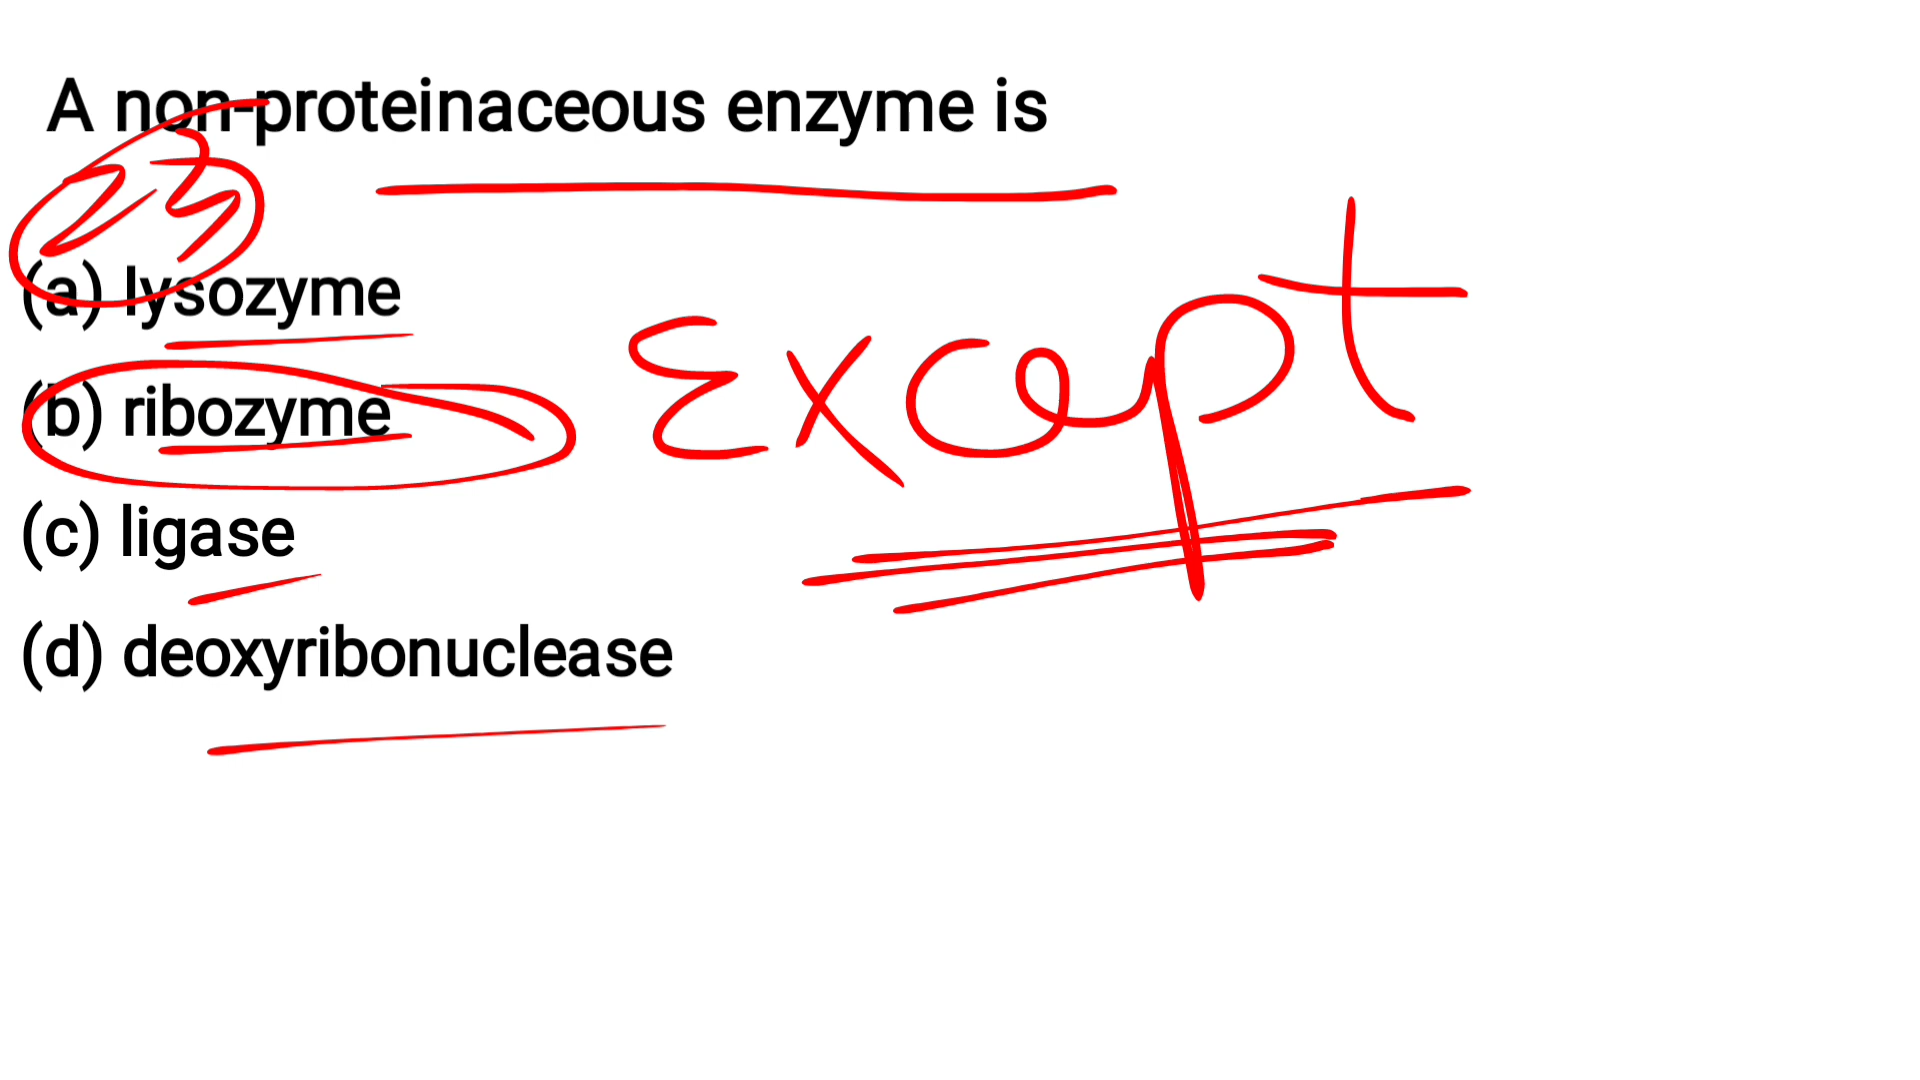 A non-proteinaceous enzyme is
23
(a) lysozyme
(b) ribozyme
Except
(c) ligase
(d) deoxyribonuclease